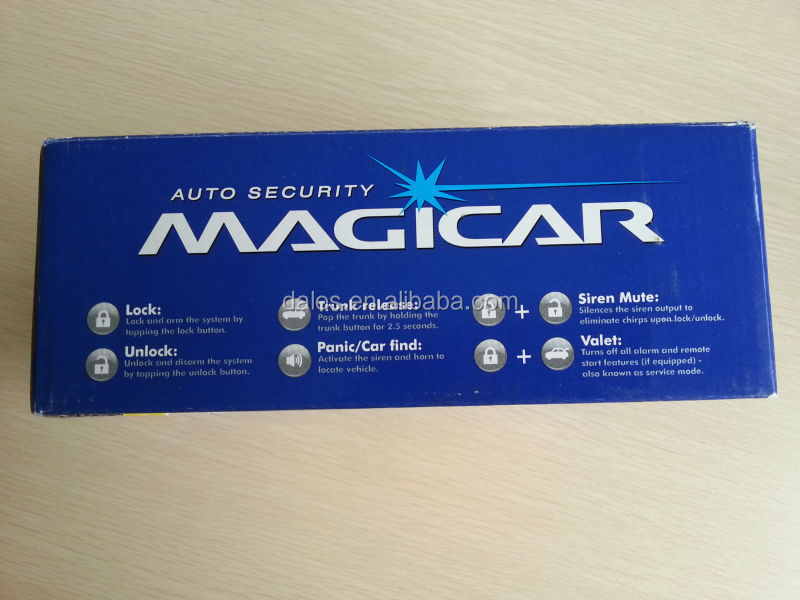 AUTO SECURITY
MAGICAR
Lock:
Lock and arm the system by
tapping the lock button.
Unlock:
Unlock and disarm the system
by tapping the unlock button.
Trunk release:
Pop the trunk by holding the
trunk button for 2.5 seconds.
Panic/Car find:
Activate the siren and horn to
locate vehicle.
+
Siren Mute:
Silences the siren output to
eliminate chirps upon lock/unlock.
+
Valet:
Turns off all alarm and remote
start features (if equipped) -
also known as service mode.
dales.en.alibaba.com